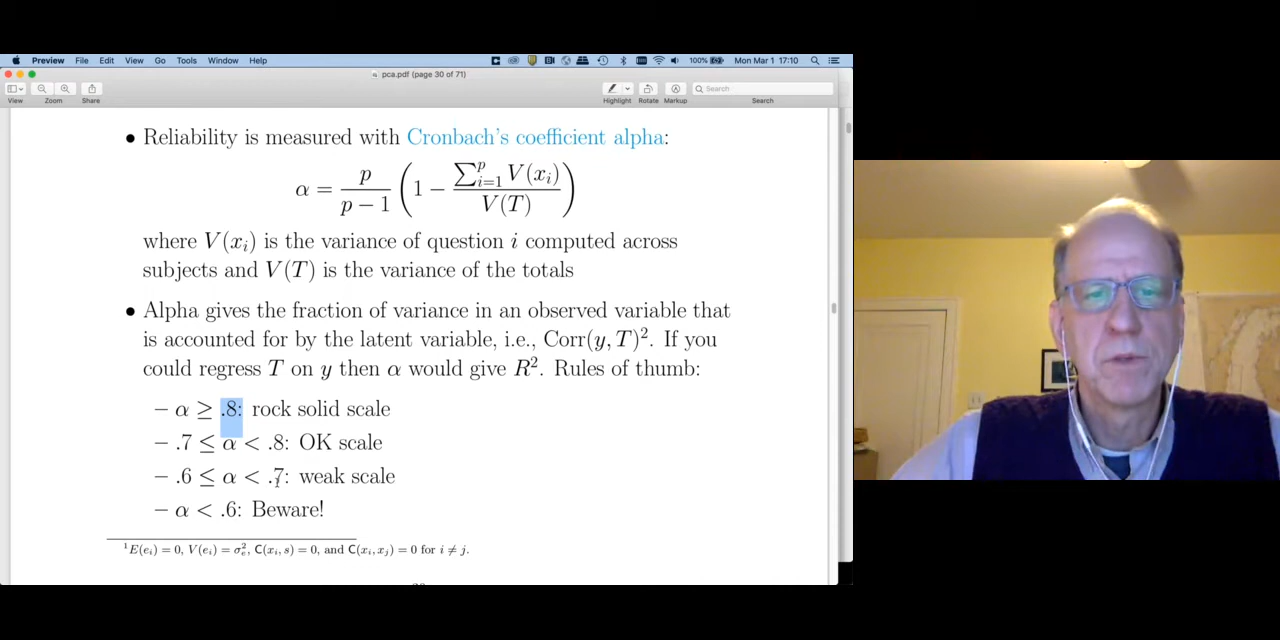 Preview File Edit View Go Tools Window Help 100% Mon Mar 1 17:10
pca.pdf (page 30 of 71)
Search
View Zoom Share Highlight Rotate Markup Search
• Reliability is measured with Cronbach's coefficient alpha:
α = p / (p − 1) (1 − ∑_{i=1}^{p} V(x_i) / V(T))
where V(x_i) is the variance of question i computed across
subjects and V(T) is the variance of the totals
• Alpha gives the fraction of variance in an observed variable that
is accounted for by the latent variable, i.e., Corr(y, T)². If you
could regress T on y then α would give R². Rules of thumb:
– α ≥ .8: rock solid scale
– .7 ≤ α < .8: OK scale
– .6 ≤ α < .7: weak scale
– α < .6: Beware!
¹E(e_i) = 0, V(e_i) = σ_e², C(x_i, s) = 0, and C(x_i, x_j) = 0 for i ≠ j.